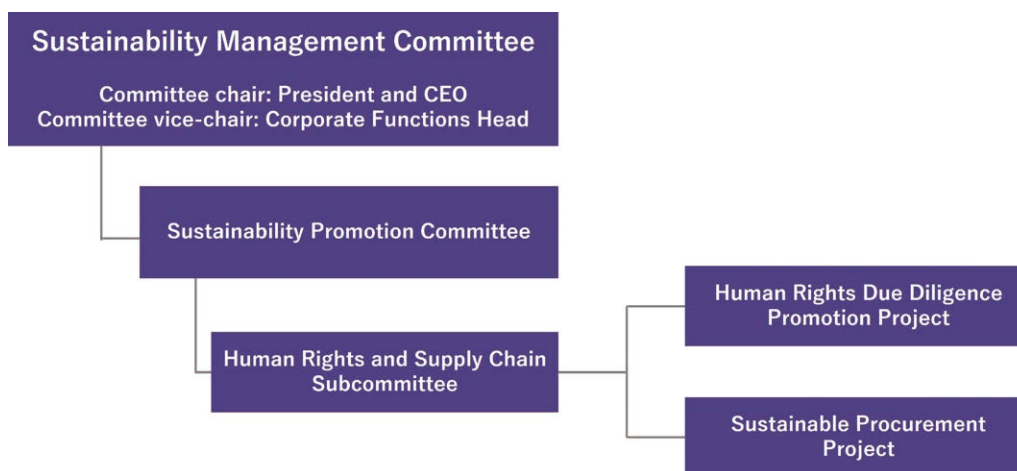 Sustainability Management Committee
Committee chair: President and CEO
Committee vice-chair: Corporate Functions Head
Sustainability Promotion Committee
Human Rights and Supply Chain
Subcommittee
Human Rights Due Diligence
Promotion Project
Sustainable Procurement
Project